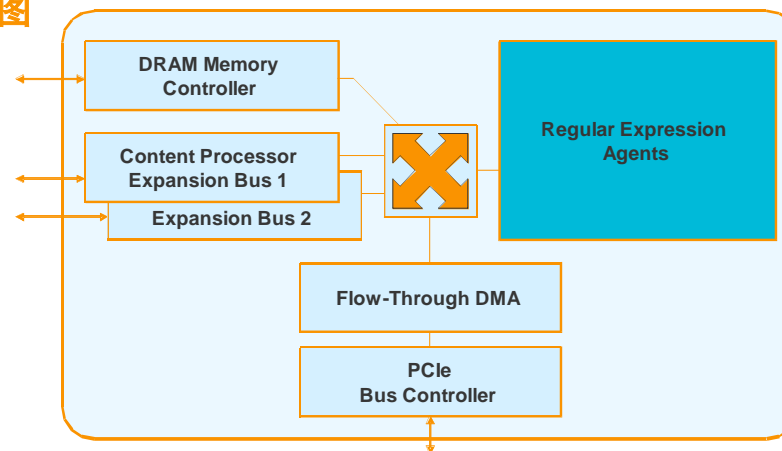 图
DRAM Memory
Controller
Content Processor
Expansion Bus 1
Expansion Bus 2
Regular Expression
Agents
Flow-Through DMA
PCIe
Bus Controller